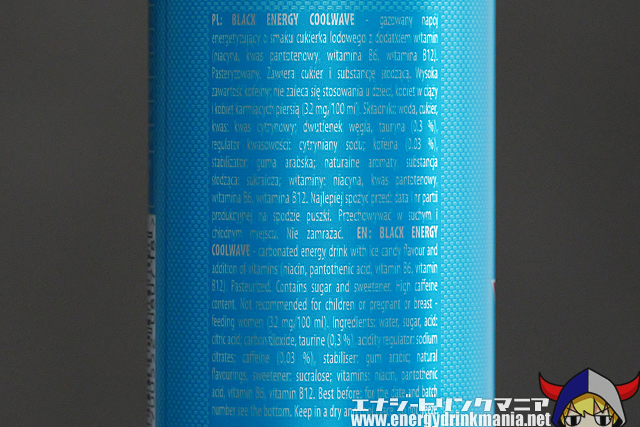 PL: BLACK ENERGY COOLWAVE - gazowany napój
energetyzujący o smaku cukierka lodowego z dodatkiem witamin
(niacyna, kwas pantotenowy, witamina B6, witamina B12).
Pasteryzowany. Zawiera cukier i substancję słodzącą. Wysoka
zawartość kofeiny: nie zaleca się stosowania u dzieci, kobiet w ciąży
i kobiet karmiących piersią (32 mg/100 ml). Składniki: woda, cukier,
kwas: kwas cytrynowy; dwutlenek węgla, tauryna (0,3 %),
regulator kwasowości: cytryniany sodu; kofeina (0,03 %),
stabilizator: guma arabska; naturalne aromaty, substancja
słodząca: sukraloza; witaminy: niacyna, kwas pantotenowy,
witamina B6, witamina B12. Najlepiej spożyć przed: data i nr partii
produkcyjnej na spodzie puszki. Przechowywać w suchym i
chłodnym miejscu. Nie zamrażać. EN: BLACK ENERGY
COOLWAVE - carbonated energy drink with ice candy flavour and
addition of vitamins (niacin, pantothenic acid, vitamin B6, vitamin
B12). Pasteurized. Contains sugar and sweetener. High caffeine
content. Not recommended for children or pregnant or breast-
feeding women (32 mg/100 ml). Ingredients: water, sugar, acid:
citric acid; carbon dioxide, taurine (0.3 %), acidity regulator: sodium
citrates; caffeine (0.03 %), stabiliser: gum arabic; natural
flavourings, sweetener: sucralose; vitamins: niacin, pantothenic
acid, vitamin B6, vitamin B12. Best before: for the date and batch
number see the bottom. Keep in a dry an
エナジードリンクマニア
www.energydrinkmania.net